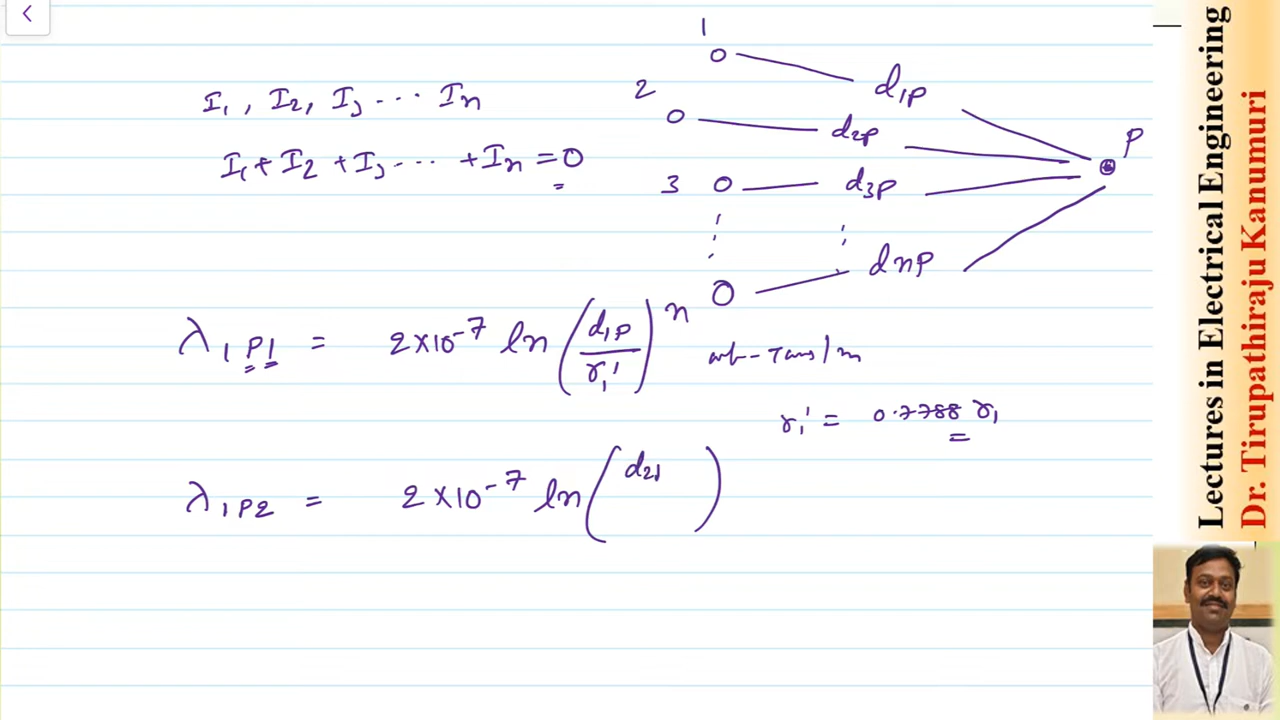 I₁, I₂, I₃ ... Iₙ
I₁ + I₂ + I₃ ... + Iₙ = 0
1
2
3
n
d₁p
d₂p
d₃p
dnp
P
λ₁P₁ = 2×10⁻⁷ ln (d₁p / r₁') wb-Turns/m
r₁' = 0.7788 r₁
λ₁P₂ = 2×10⁻⁷ ln (d₂
Lectures in Electrical Engineering
Dr. Tirupathiraju Kanumuri